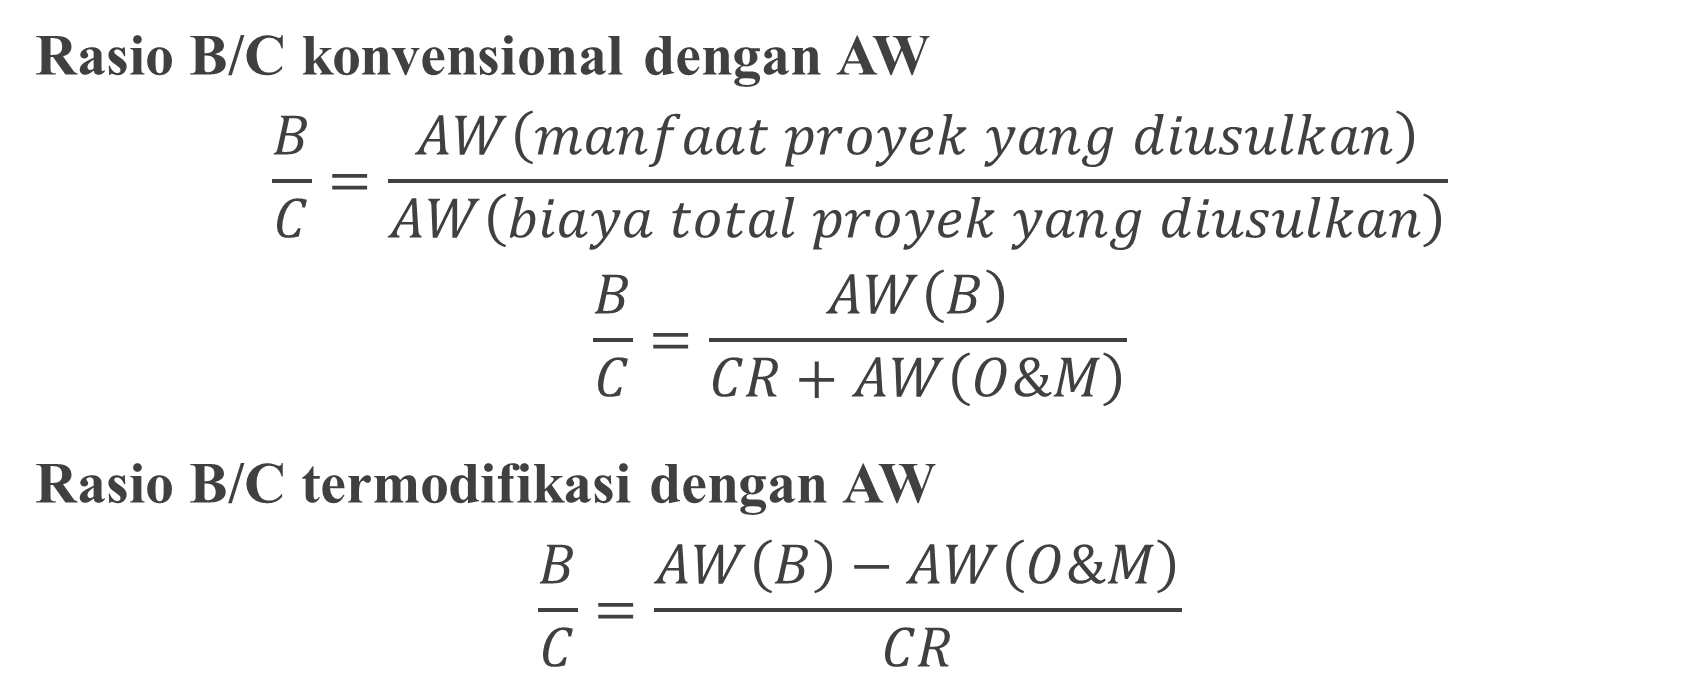 Rasio B/C konvensional dengan AW
B/C = AW(manfaat proyek yang diusulkan) / AW(biaya total proyek yang diusulkan)
B/C = AW(B) / CR + AW(O&M)
Rasio B/C termodifikasi dengan AW
B/C = AW(B) − AW(O&M) / CR